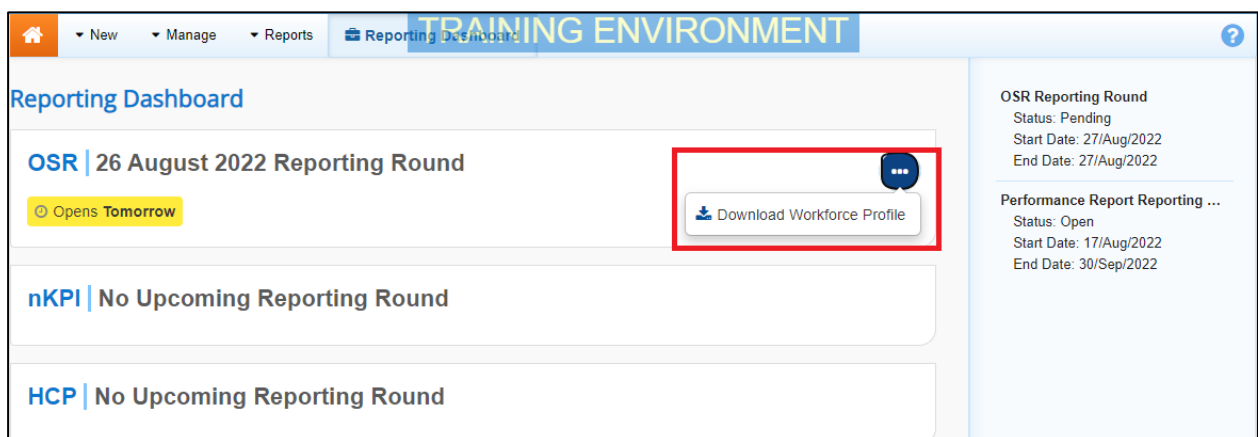 New Manage Reports Reporting Dashboard
TRAINING ENVIRONMENT
?
Reporting Dashboard
OSR | 26 August 2022 Reporting Round
Opens Tomorrow
Download Workforce Profile
nKPI | No Upcoming Reporting Round
HCP | No Upcoming Reporting Round
OSR Reporting Round
Status: Pending
Start Date: 27/Aug/2022
End Date: 27/Aug/2022
Performance Report Reporting ...
Status: Open
Start Date: 17/Aug/2022
End Date: 30/Sep/2022